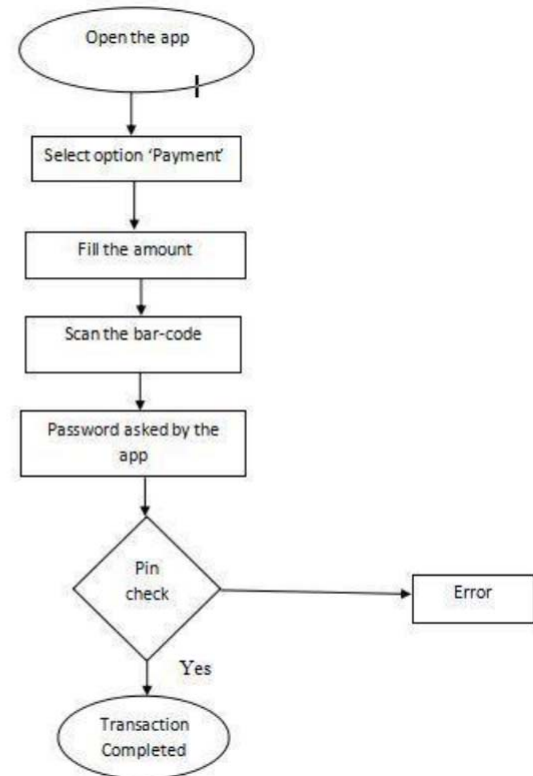 Open the app
Select option ‘Payment’
Fill the amount
Scan the bar-code
Password asked by the
app
Pin
check
Error
Yes
Transaction
Completed